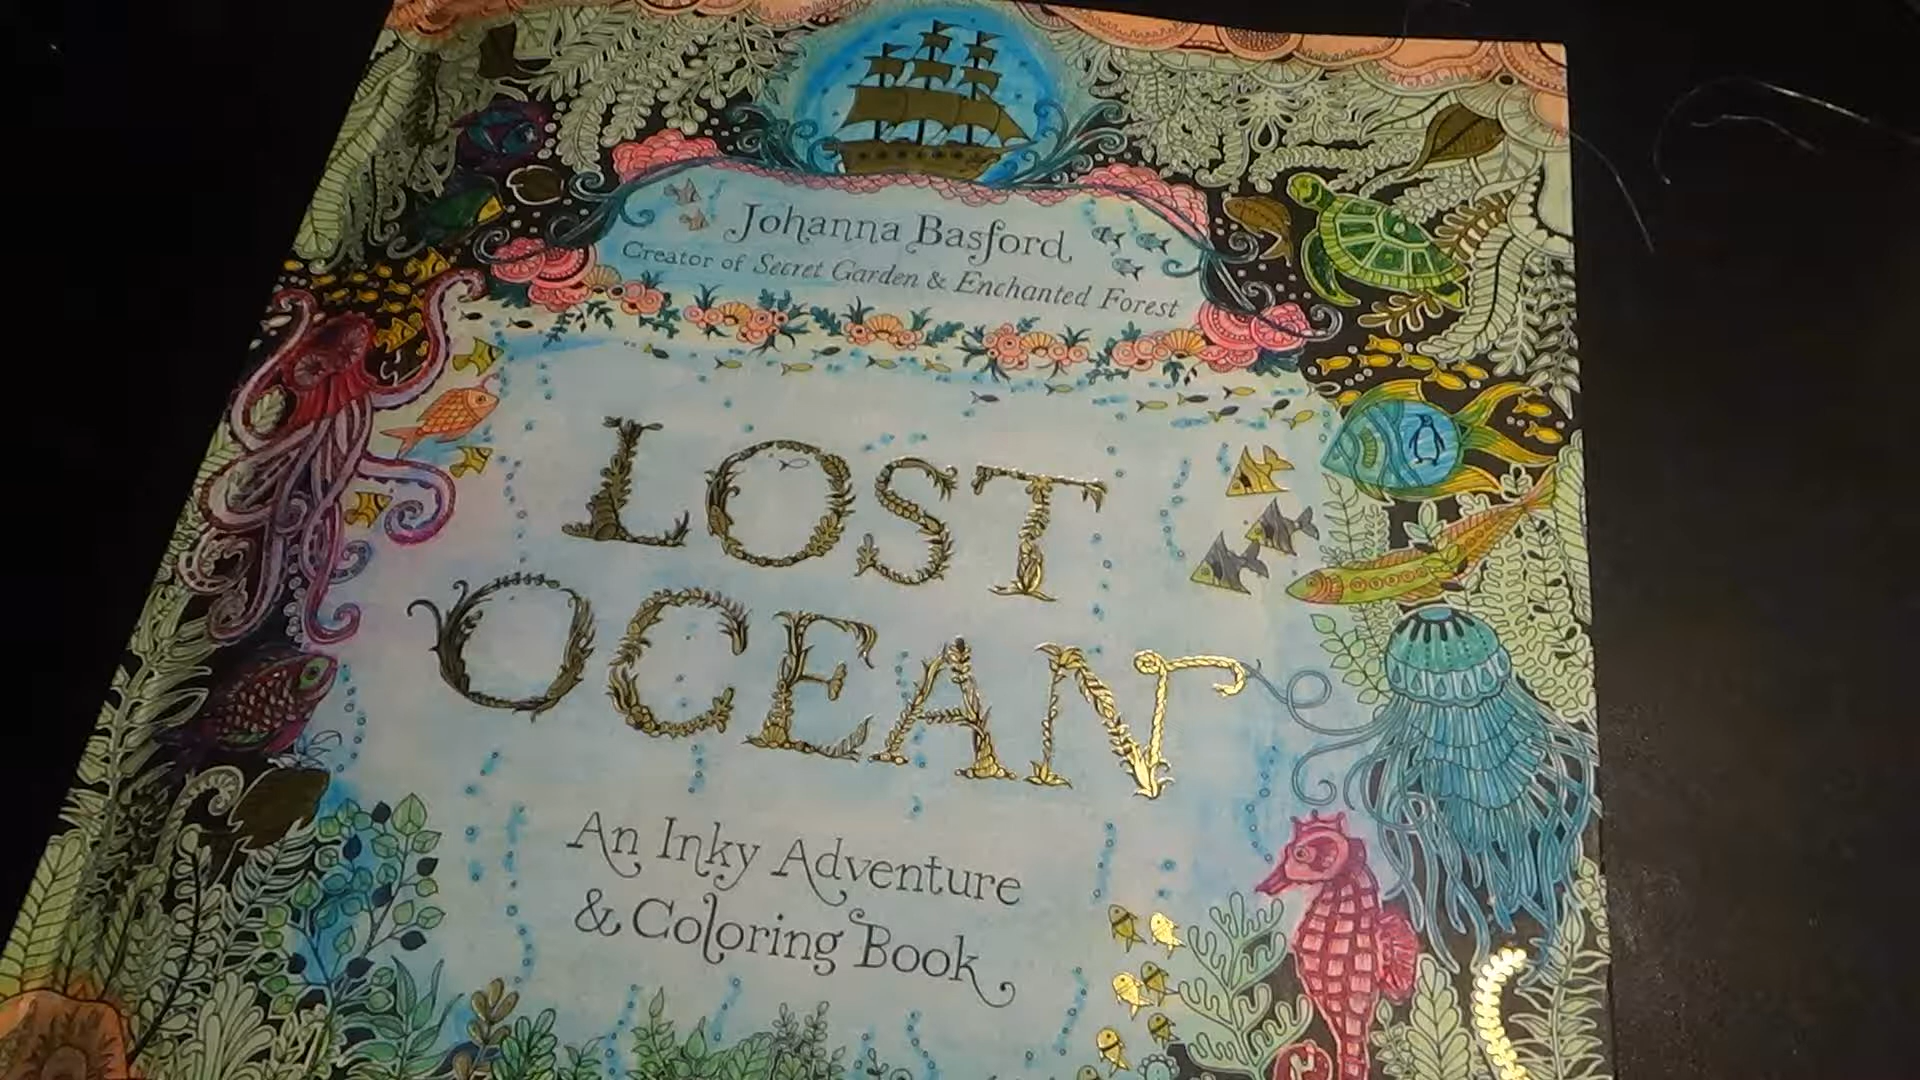 Johanna Basford
Creator of Secret Garden & Enchanted Forest
LOST
OCEAN
An Inky Adventure
& Coloring Book